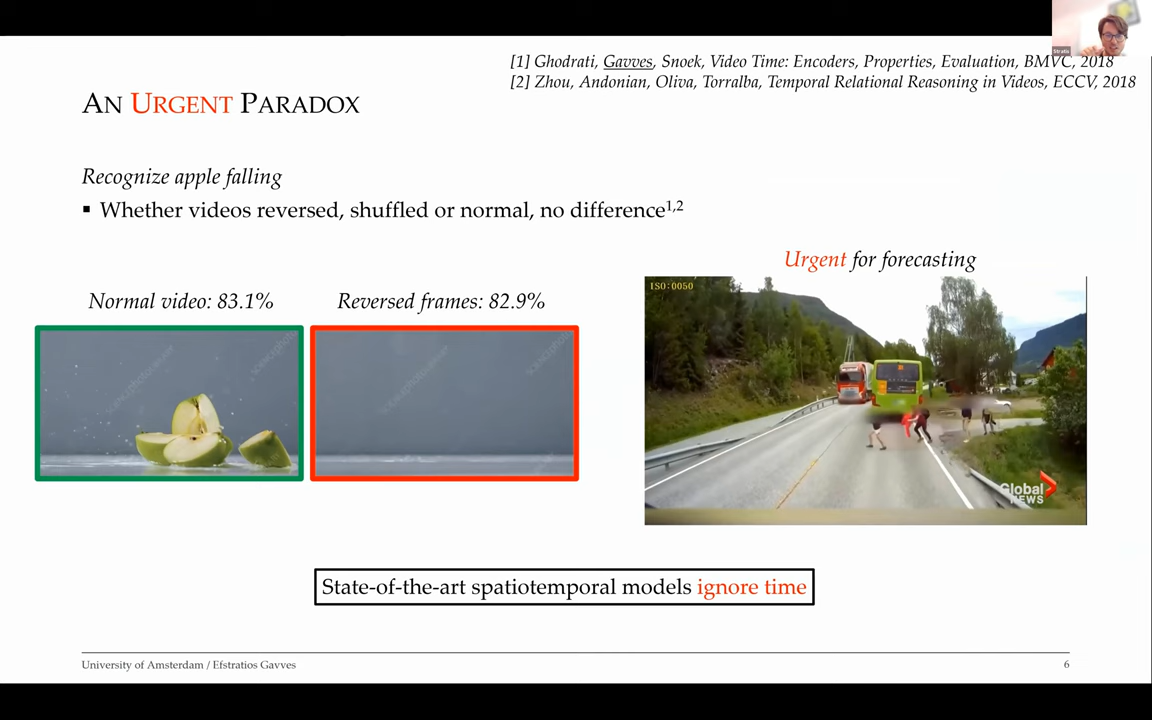 Stratis
[1] Ghodrati, Gavves, Snoek, Video Time: Encoders, Properties, Evaluation, BMVC, 2018
[2] Zhou, Andonian, Oliva, Torralba, Temporal Relational Reasoning in Videos, ECCV, 2018
AN URGENT PARADOX
Recognize apple falling
▪ Whether videos reversed, shuffled or normal, no difference1,2
Urgent for forecasting
Normal video: 83.1%
Reversed frames: 82.9%
ISO:0050
Global
NEWS
State-of-the-art spatiotemporal models ignore time
University of Amsterdam / Efstratios Gavves
6